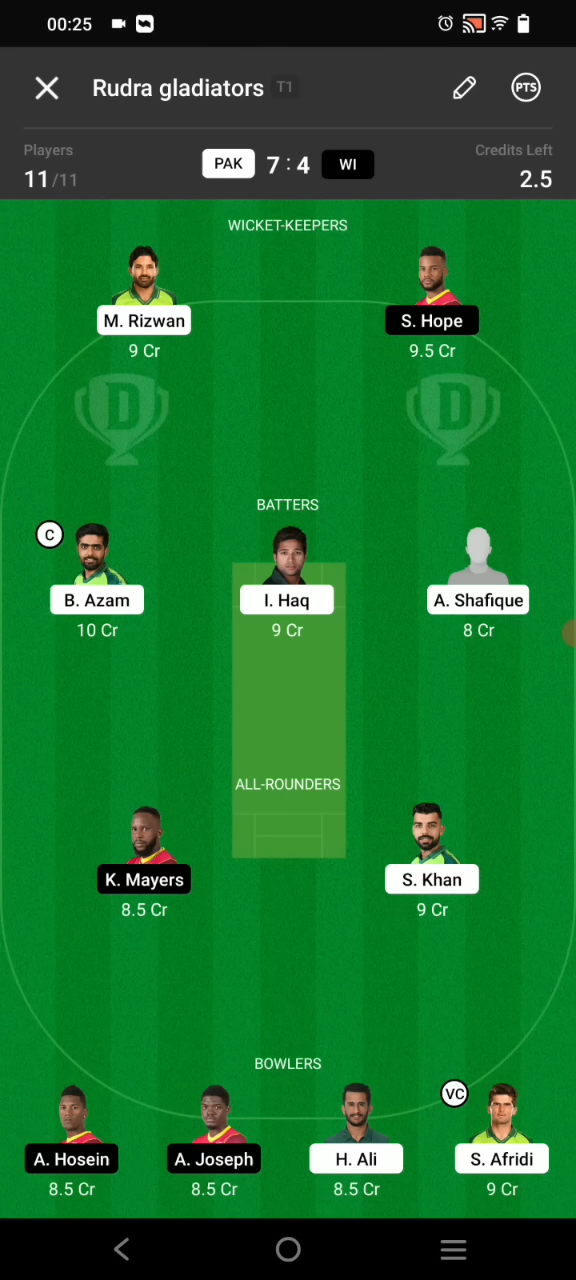 00:25
Rudra gladiators T1 PTS
Players Credits Left
11/11 PAK 7 : 4 WI 2.5
WICKET-KEEPERS
M. Rizwan S. Hope
9 Cr 9.5 Cr
D D
BATTERS
C
B. Azam I. Haq A. Shafique
10 Cr 9 Cr 8 Cr
ALL-ROUNDERS
K. Mayers S. Khan
8.5 Cr 9 Cr
BOWLERS
VC
A. Hosein A. Joseph H. Ali S. Afridi
8.5 Cr 8.5 Cr 8.5 Cr 9 Cr